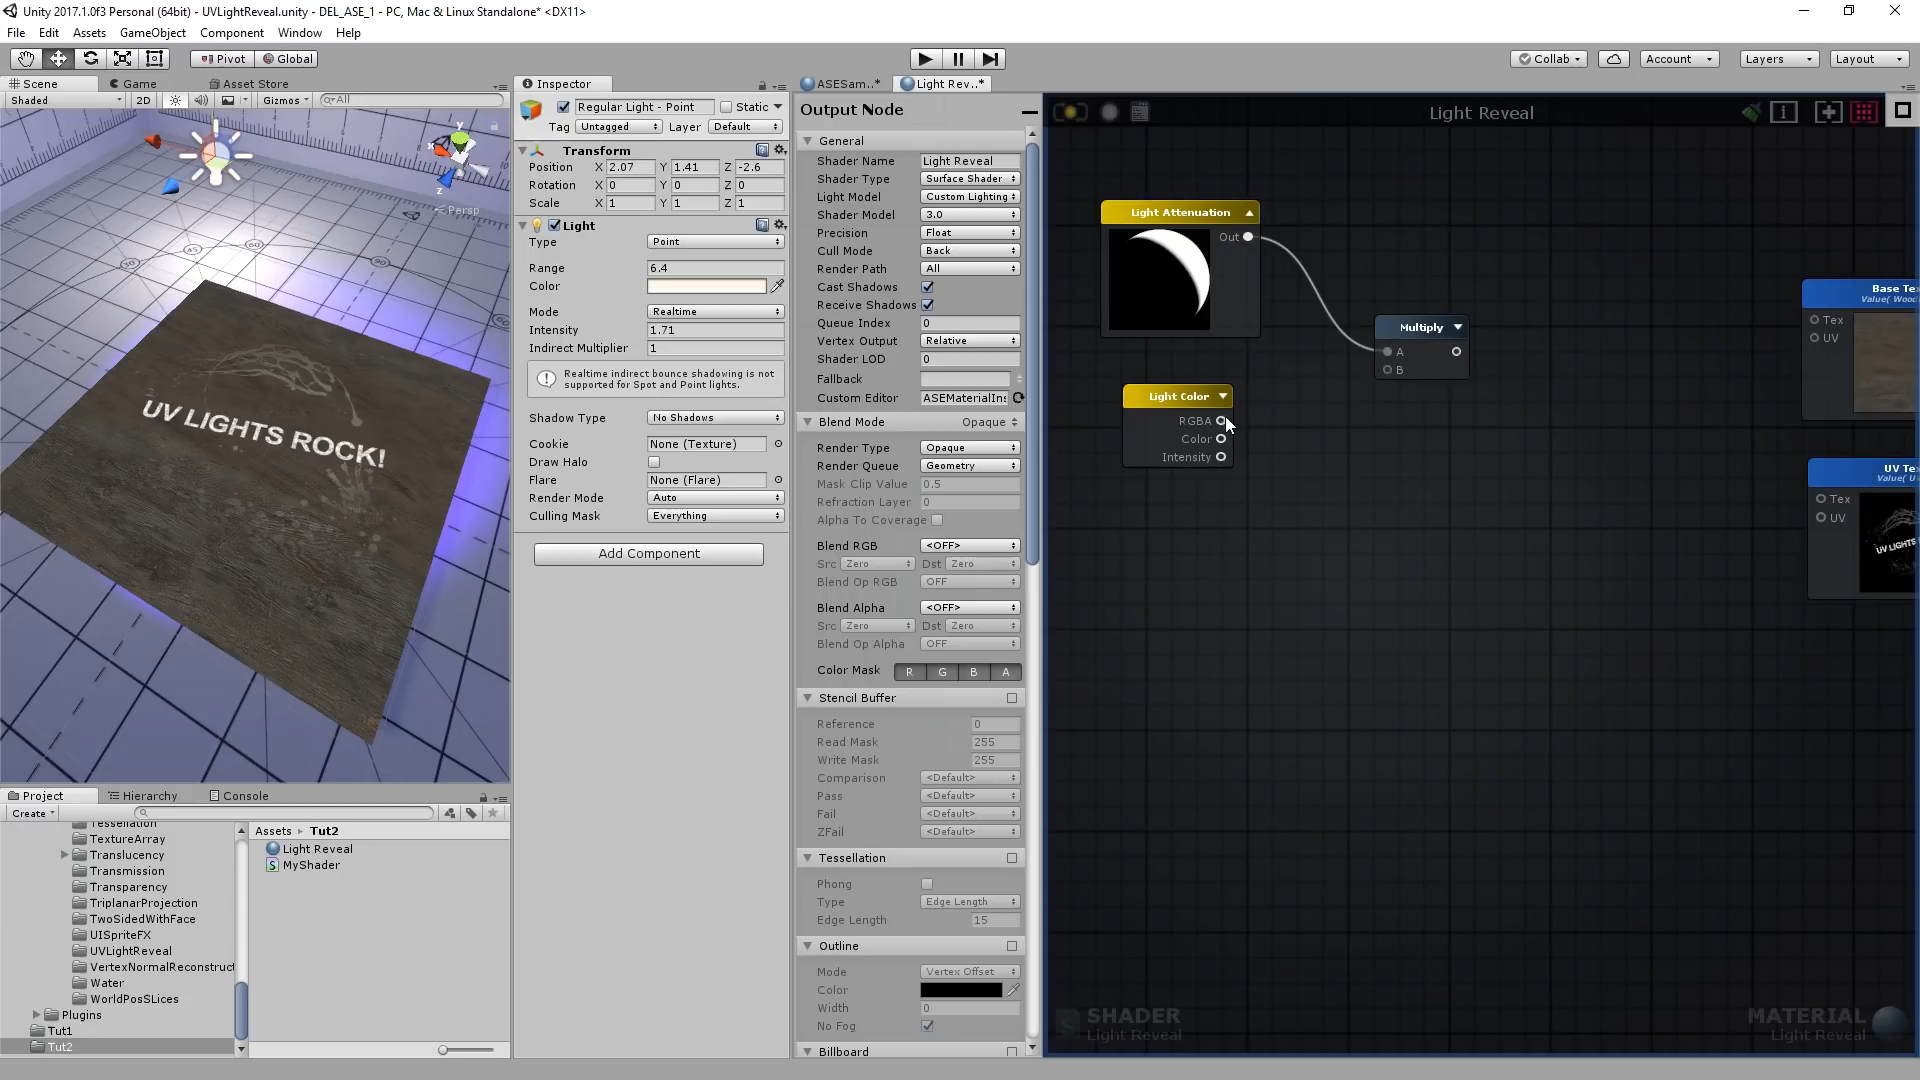 Unity 2017.1.0f3 Personal (64bit) - UVLightReveal.unity - DEL_ASE_1 - PC, Mac & Linux Standalone* <DX11>
File Edit Assets GameObject Component Window Help
Pivot Global Collab Account Layers Layout
Scene Game Asset Store
Shaded 2D Gizmos All
y
x
z
Persp
45
60
UV LIGHTS ROCK!
Inspector
Regular Light - Point Static
Tag Untagged Layer Default
Transform
Position X 2.07 Y 1.41 Z -2.6
Rotation X 0 Y 0 Z 0
Scale X 1 Y 1 Z 1
Light
Type Point
Range 6.4
Color
Mode Realtime
Intensity 1.71
Indirect Multiplier 1
Realtime indirect bounce shadowing is not
supported for Spot and Point lights.
Shadow Type No Shadows
Cookie None (Texture)
Draw Halo
Flare None (Flare)
Render Mode Auto
Culling Mask Everything
Add Component
ASESam..* Light Rev..*
Output Node
General
Shader Name Light Reveal
Shader Type Surface Shader
Light Model Custom Lighting
Shader Model 3.0
Precision Float
Cull Mode Back
Render Path All
Cast Shadows
Receive Shadows
Queue Index 0
Vertex Output Relative
Shader LOD 0
Fallback
Custom Editor ASEMaterialIns
Blend Mode Opaque
Render Type Opaque
Render Queue Geometry
Mask Clip Value 0.5
Refraction Layer 0
Alpha To Coverage
Blend RGB <OFF>
Src Zero Dst Zero
Blend Op RGB OFF
Blend Alpha <OFF>
Src Zero Dst Zero
Blend Op Alpha OFF
Color Mask R G B A
Stencil Buffer
Reference 0
Read Mask 255
Write Mask 255
Comparison <Default>
Pass <Default>
Fail <Default>
ZFail <Default>
Tessellation
Phong
Type Edge Length
Edge Length 15
Outline
Mode Vertex Offset
Color
Width 0
No Fog
Billboard
Light Reveal
Light Attenuation
Out
Multiply
A
B
Light Color
RGBA
Color
Intensity
Base Te
Value( Wood
Tex
UV
UV Te
Value( U
Tex
UV
UV LIGHTS
SHADER
Light Reveal
MATERIAL
Light Reveal
Project Hierarchy Console
Create
Tessellation
TextureArray
Translucency
Transmission
Transparency
TriplanarProjection
TwoSidedWithFace
UISpriteFX
UVLightReveal
VertexNormalReconstruct
Water
WorldPosSLices
Plugins
Tut1
Tut2
Assets Tut2
Light Reveal
MyShader